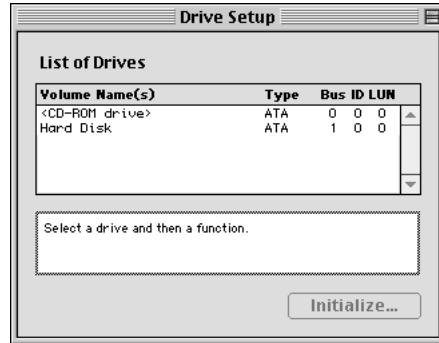 Drive Setup
List of Drives
Volume Name(s) Type Bus ID LUN
<CD-ROM drive> ATA 0 0 0
Hard Disk ATA 1 0 0
Select a drive and then a function.
Initialize...